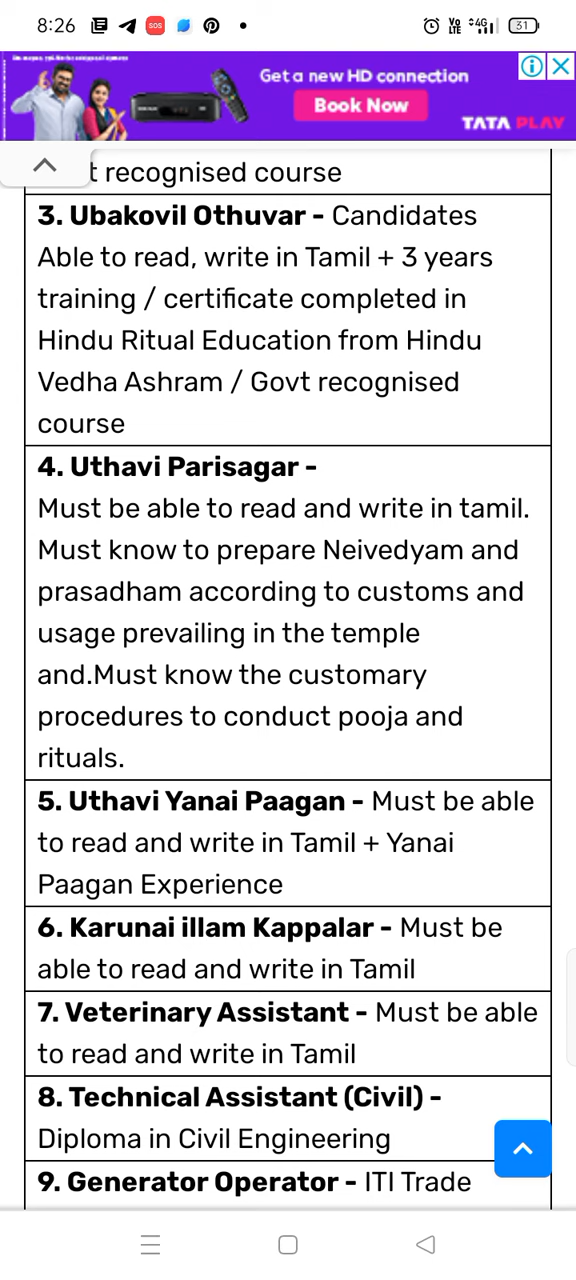 8:26
SOS
VO LTE
4G
31
Get a new HD connection
Book Now
TATA PLAY
t recognised course
3. Ubakovil Othuvar - Candidates
Able to read, write in Tamil + 3 years
training / certificate completed in
Hindu Ritual Education from Hindu
Vedha Ashram / Govt recognised
course
4. Uthavi Parisagar -
Must be able to read and write in tamil.
Must know to prepare Neivedyam and
prasadham according to customs and
usage prevailing in the temple
and.Must know the customary
procedures to conduct pooja and
rituals.
5. Uthavi Yanai Paagan - Must be able
to read and write in Tamil + Yanai
Paagan Experience
6. Karunai illam Kappalar - Must be
able to read and write in Tamil
7. Veterinary Assistant - Must be able
to read and write in Tamil
8. Technical Assistant (Civil) -
Diploma in Civil Engineering
9. Generator Operator - ITI Trade